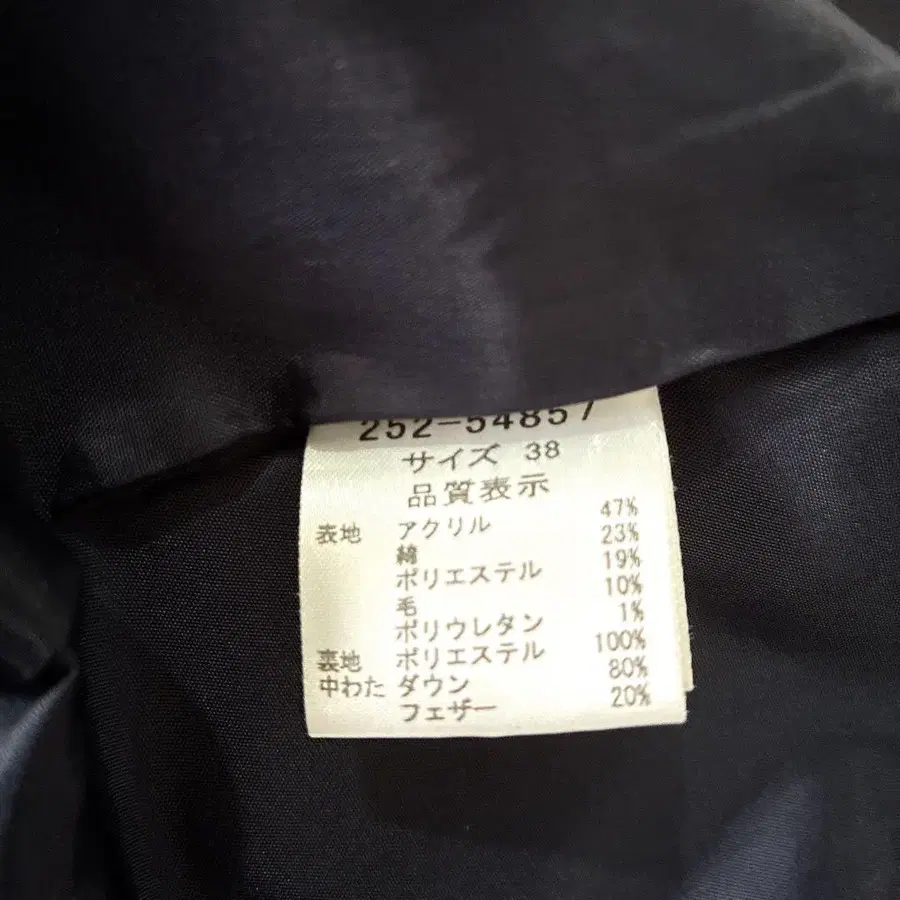 252-54857
サイズ 38
品質表示
表地 アクリル 47%
綿 23%
ポリエステル 19%
毛 10%
ポリウレタン 1%
裏地 ポリエステル 100%
中わた ダウン 80%
フェザー 20%